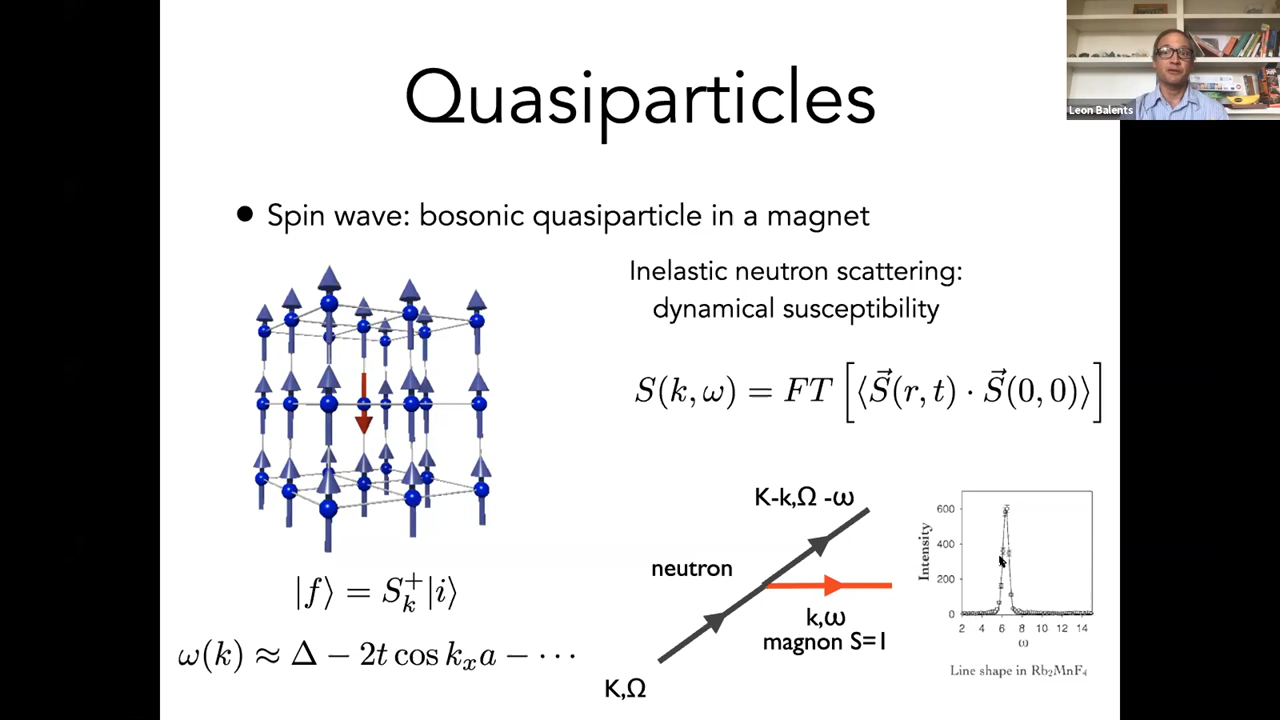 Quasiparticles
Leon Balents
• Spin wave: bosonic quasiparticle in a magnet
Inelastic neutron scattering:
dynamical susceptibility
S(k, ω) = FT [⟨S⃗(r, t) · S⃗(0, 0)⟩]
|f⟩ = S_k^+|i⟩
ω(k) ≈ Δ − 2t cos k_x a − ···
K-k,Ω -ω
neutron
k,ω
magnon S=1
K,Ω
Intensity
600
400
200
0
2 4 6 8 10 12 14
ω
Line shape in Rb₂MnF₄